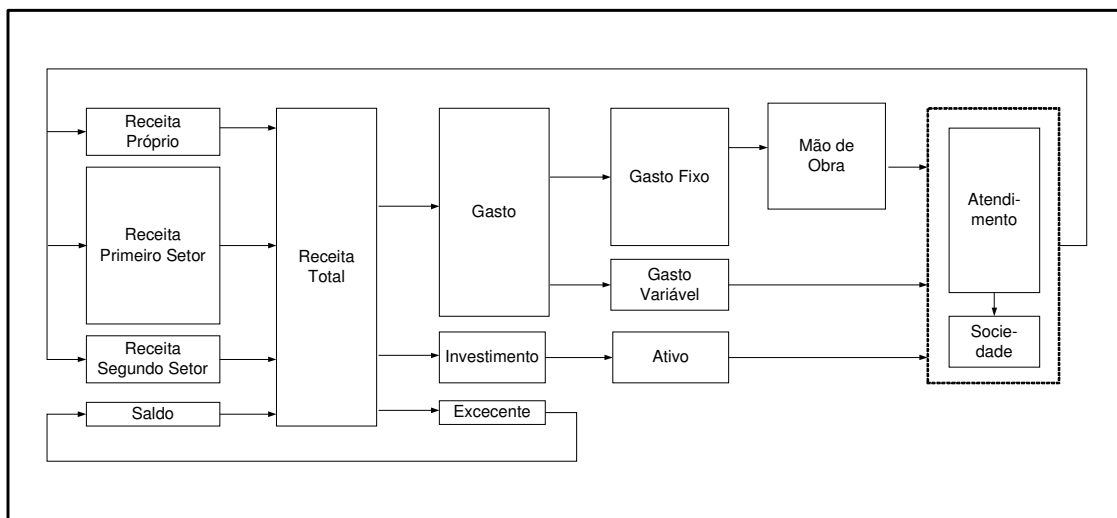 Receita
Próprio
Receita
Primeiro Setor
Receita
Segundo Setor
Saldo
Receita
Total
Gasto
Investimento
Excecente
Gasto Fixo
Gasto
Variável
Ativo
Mão de
Obra
Atendi-
mento
Socie-
dade